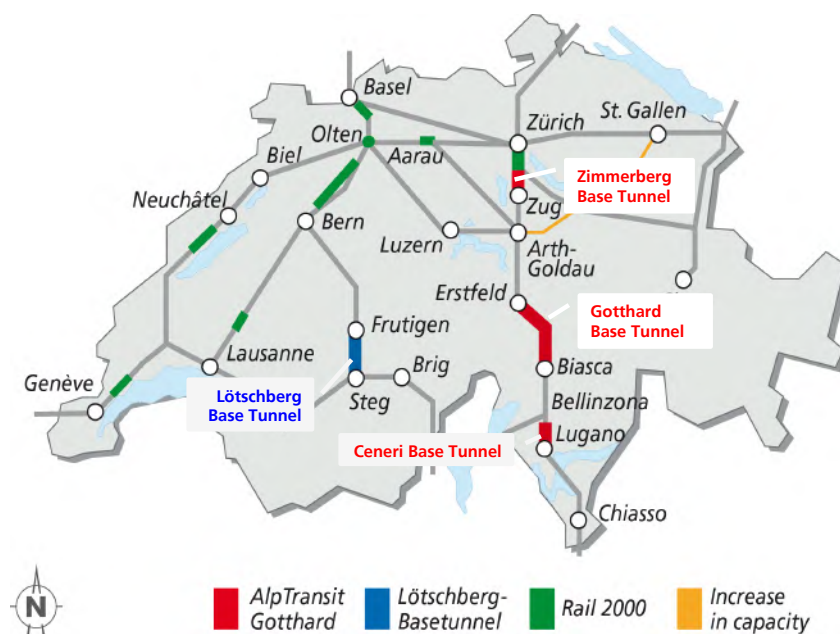 Basel
Olten
Aarau
Zürich
St. Gallen
Biel
Neuchâtel
Zimmerberg
Base Tunnel
Zug
Bern
Luzern
Arth-
Goldau
Erstfeld
Gotthard
Base Tunnel
Frutigen
Lausanne
Brig
Biasca
Genève
Lötschberg
Base Tunnel
Steg
Bellinzona
Ceneri Base Tunnel
Lugano
Chiasso
N
AlpTransit
Gotthard
Lötschberg-
Basetunnel
Rail 2000
Increase
in capacity